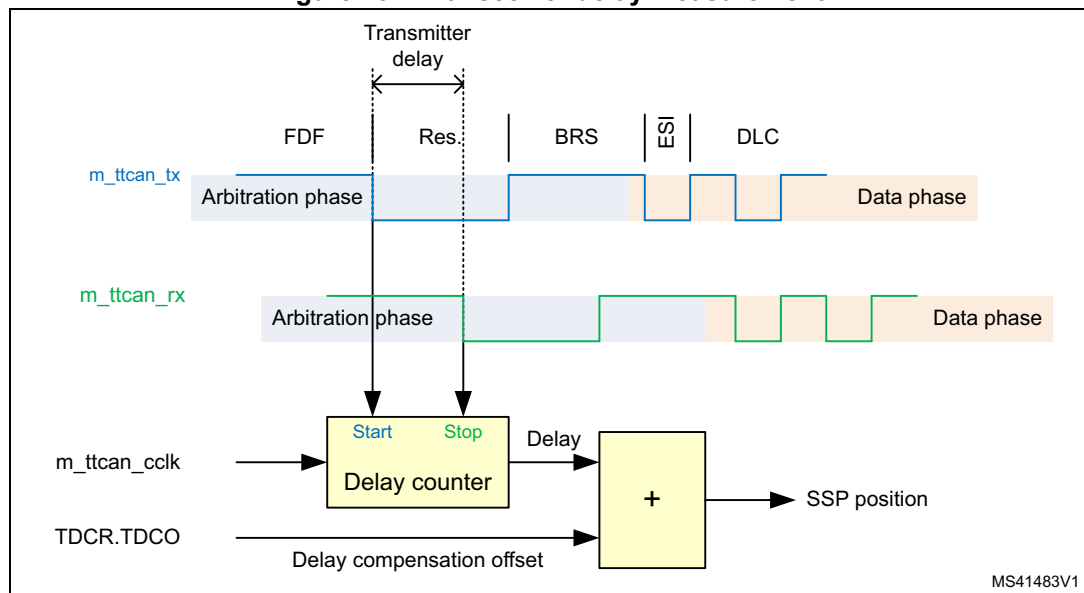 Transmitter
delay
FDF
Res.
BRS
ESI
DLC
m_ttcan_tx
Arbitration phase
Data phase
m_ttcan_rx
Arbitration phase
Data phase
Start
Stop
Delay
m_ttcan_cclk
Delay counter
+
SSP position
TDCR.TDCO
Delay compensation offset
MS41483V1